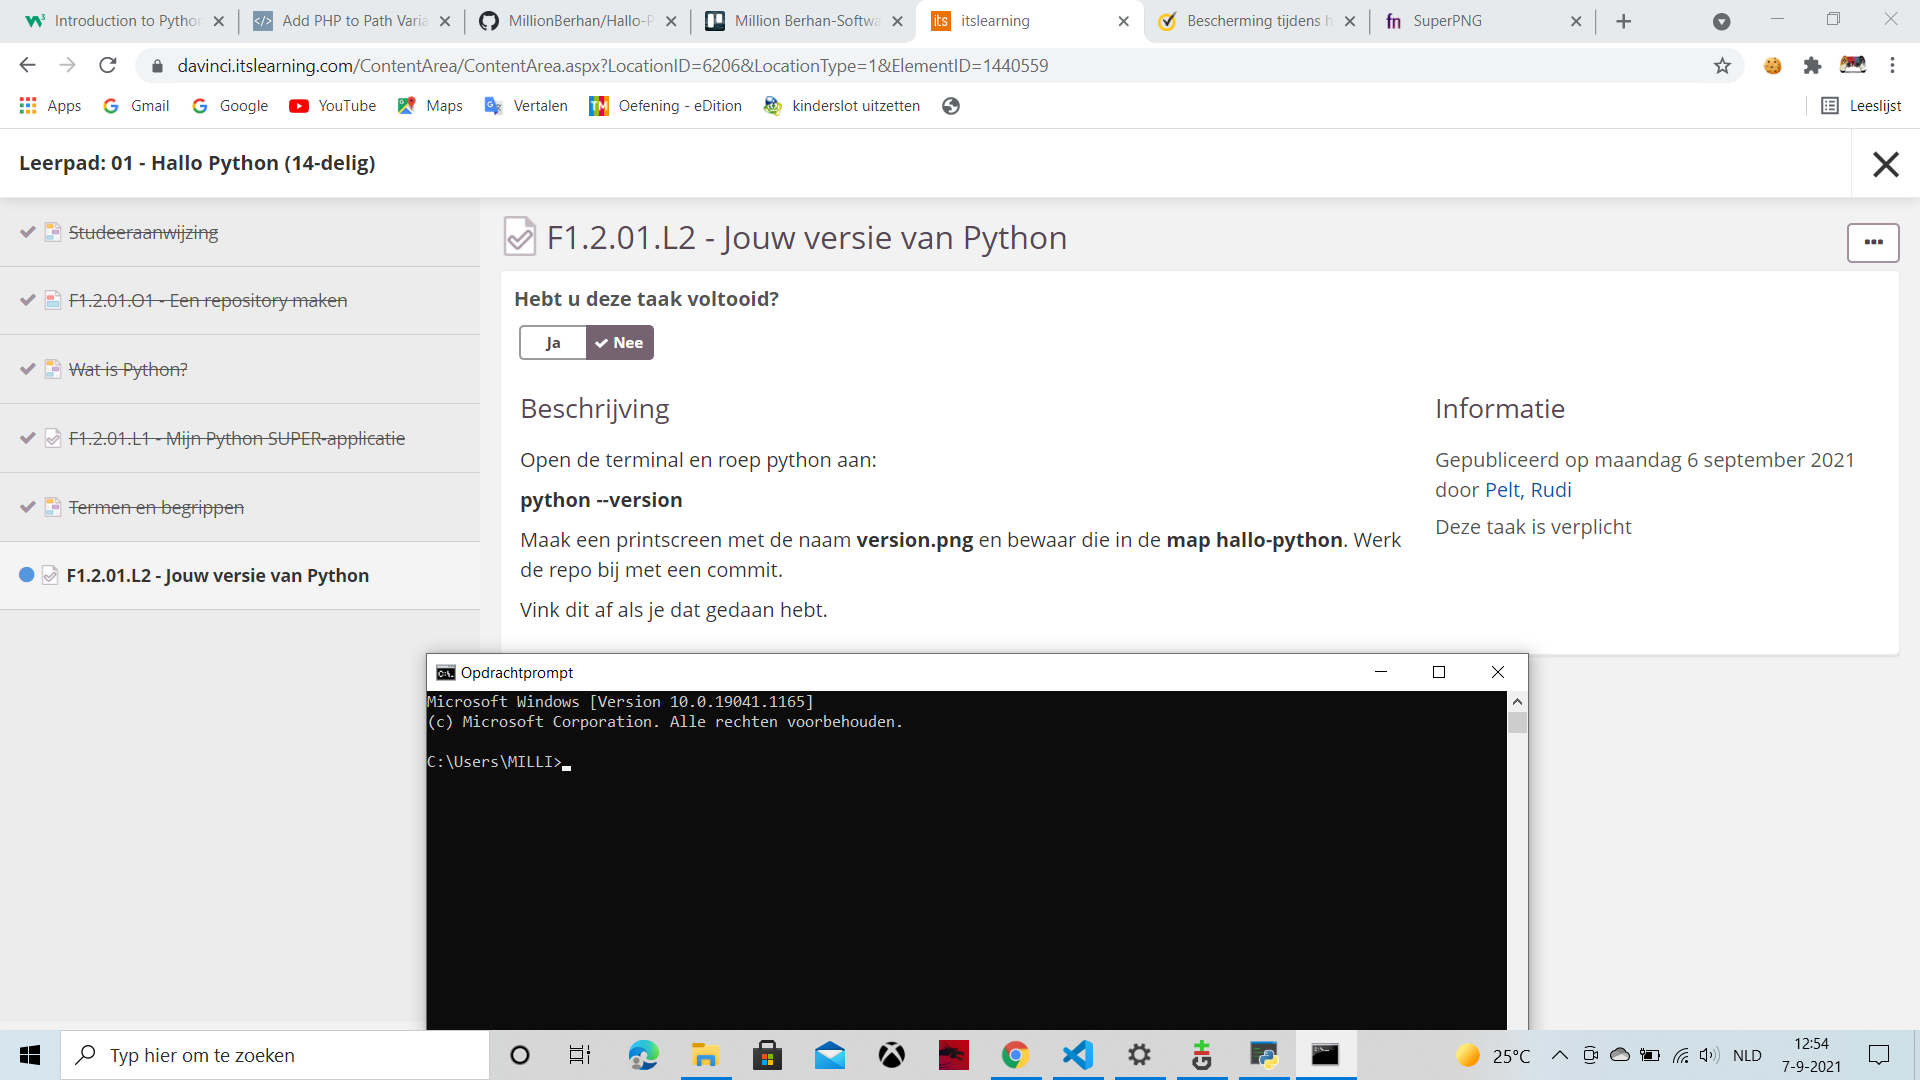 Introduction to Python
Add PHP to Path Varia
MillionBerhan/Hallo-P
Million Berhan-Softwa
itslearning
Bescherming tijdens h
SuperPNG
davinci.itslearning.com/ContentArea/ContentArea.aspx?LocationID=6206&LocationType=1&ElementID=1440559
Apps
Gmail
Google
YouTube
Maps
Vertalen
Oefening - eDition
kinderslot uitzetten
Leeslijst
Leerpad: 01 - Hallo Python (14-delig)
Studeeraanwijzing
F1.2.01.O1 - Een repository maken
Wat is Python?
F1.2.01.L1 - Mijn Python SUPER-applicatie
Termen en begrippen
F1.2.01.L2 - Jouw versie van Python
F1.2.01.L2 - Jouw versie van Python
Hebt u deze taak voltooid?
Ja
Nee
Beschrijving
Open de terminal en roep python aan:
python --version
Maak een printscreen met de naam version.png en bewaar die in de map hallo-python. Werk
de repo bij met een commit.
Vink dit af als je dat gedaan hebt.
Informatie
Gepubliceerd op maandag 6 september 2021
door Pelt, Rudi
Deze taak is verplicht
Opdrachtprompt
Microsoft Windows [Version 10.0.19041.1165]
(c) Microsoft Corporation. Alle rechten voorbehouden.
C:\Users\MILLI>
Typ hier om te zoeken
25°C
NLD
12:54
7-9-2021